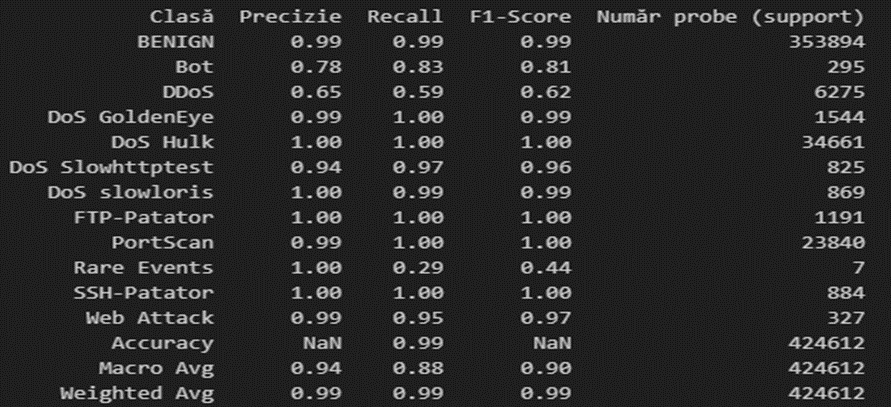 Clasă Precizie Recall F1-Score Număr probe (support)
BENIGN 0.99 0.99 0.99 353894
Bot 0.78 0.83 0.81 295
DDoS 0.65 0.59 0.62 6275
DoS GoldenEye 0.99 1.00 0.99 1544
DoS Hulk 1.00 1.00 1.00 34661
DoS Slowhttptest 0.94 0.97 0.96 825
DoS slowloris 1.00 0.99 0.99 869
FTP-Patator 1.00 1.00 1.00 1191
PortScan 0.99 1.00 1.00 23840
Rare Events 1.00 0.29 0.44 7
SSH-Patator 1.00 1.00 1.00 884
Web Attack 0.99 0.95 0.97 327
Accuracy NaN 0.99 NaN 424612
Macro Avg 0.94 0.88 0.90 424612
Weighted Avg 0.99 0.99 0.99 424612